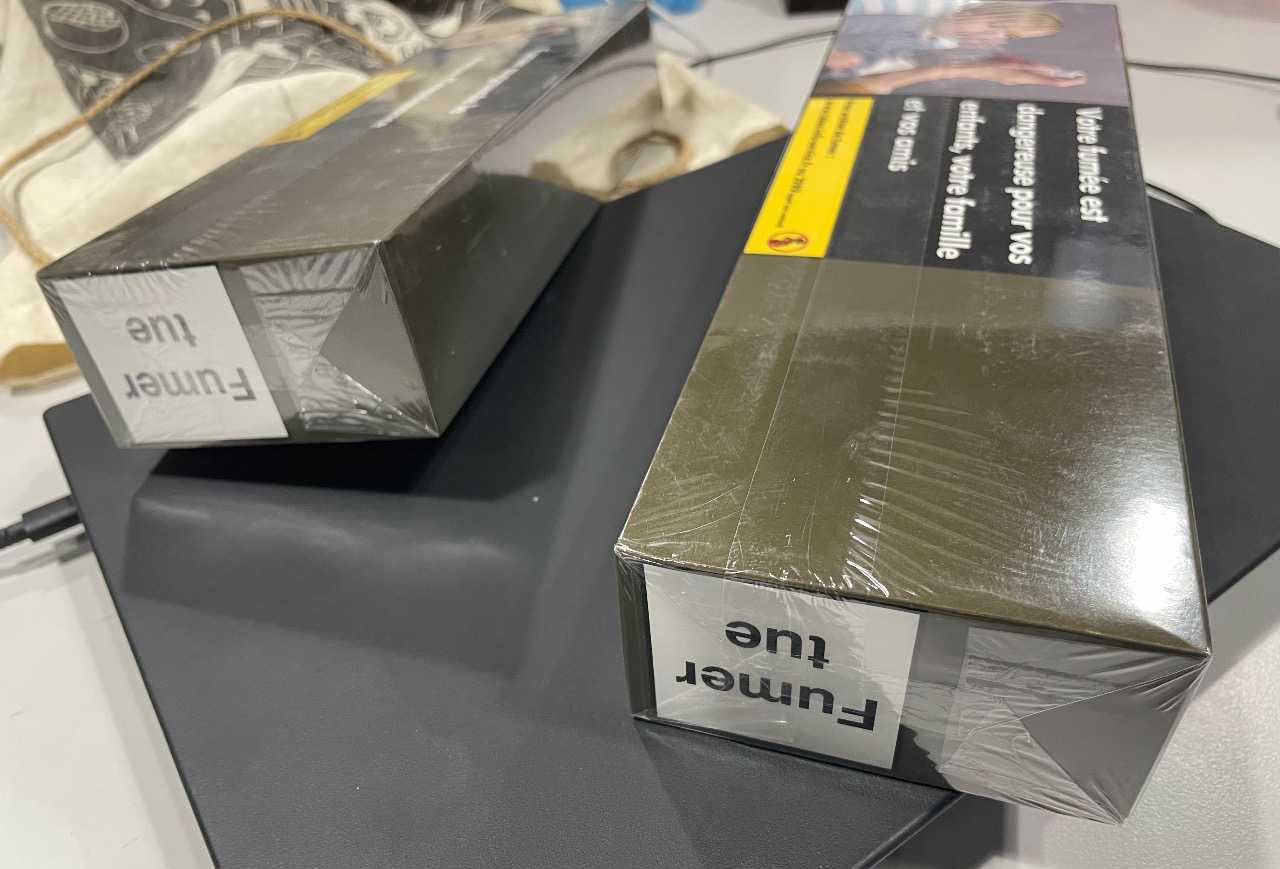 Votre fumée est
dangereuse pour vos
enfants, votre famille
et vos amis
Fumer
tue
Fumer
tue